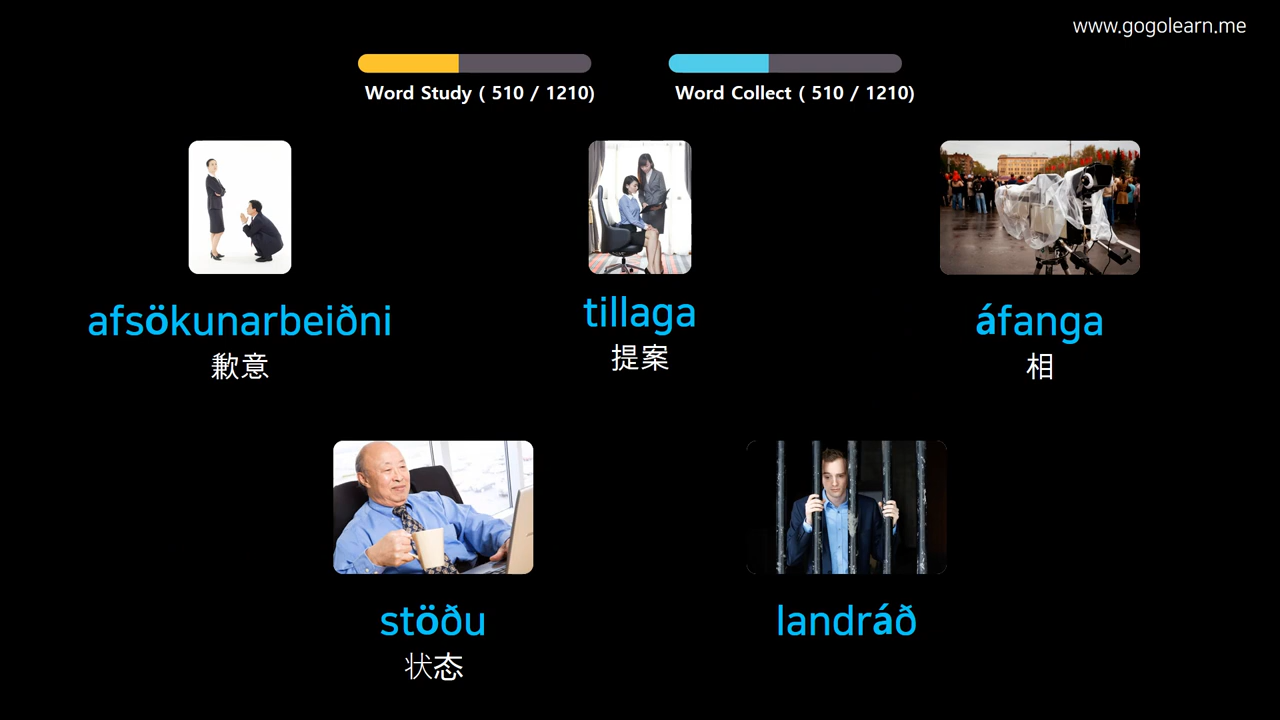 www.gogolearn.me
Word Study ( 510 / 1210)
Word Collect ( 510 / 1210)
afsökunarbeiðni
歉意
tillaga
提案
áfanga
相
stöðu
状态
landráð